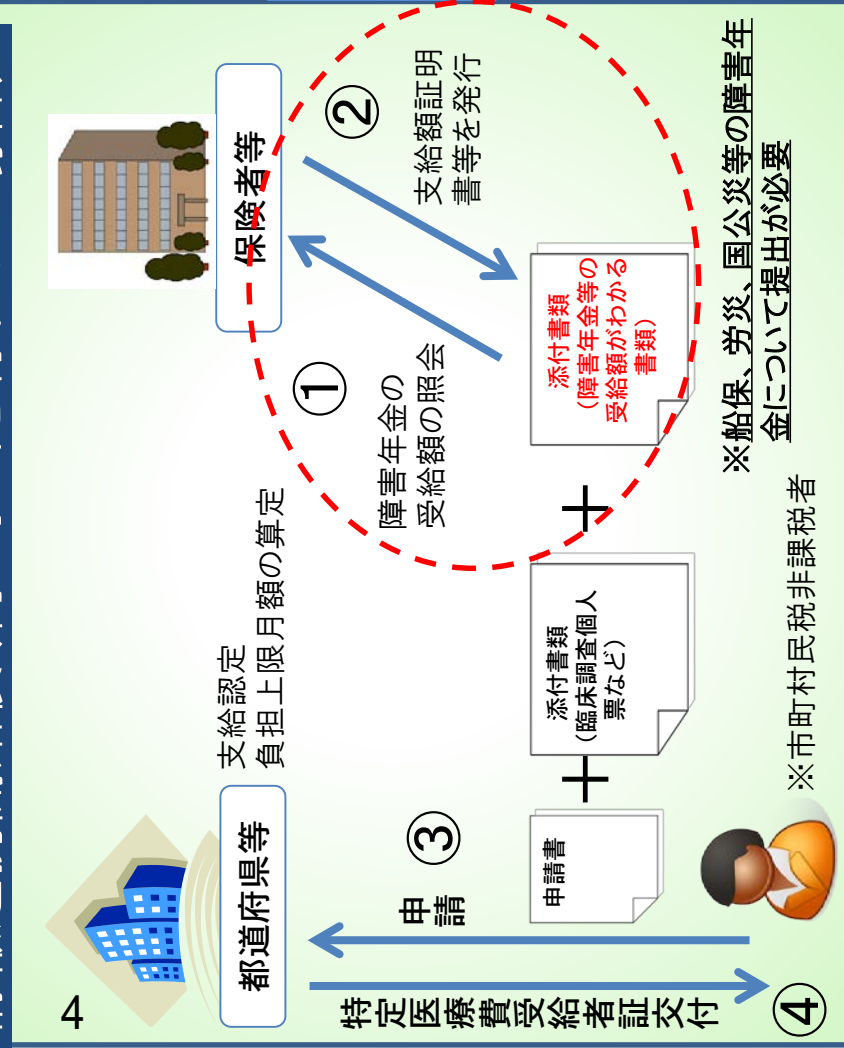 4
都道府県等
支給認定
負担上限月額の算定
保険者等
①
障害年金の
受給額の照会
②
支給額証明
書等を発行
③
申
請
申請書
＋
添付書類
（臨床調査個人
票など）
＋
添付書類
（障害年金等の
受給額がわかる
書類）
特定医療費受給者証交付
④
※市町村民税非課税者
※船保、労災、国公災等の障害年
金について提出が必要